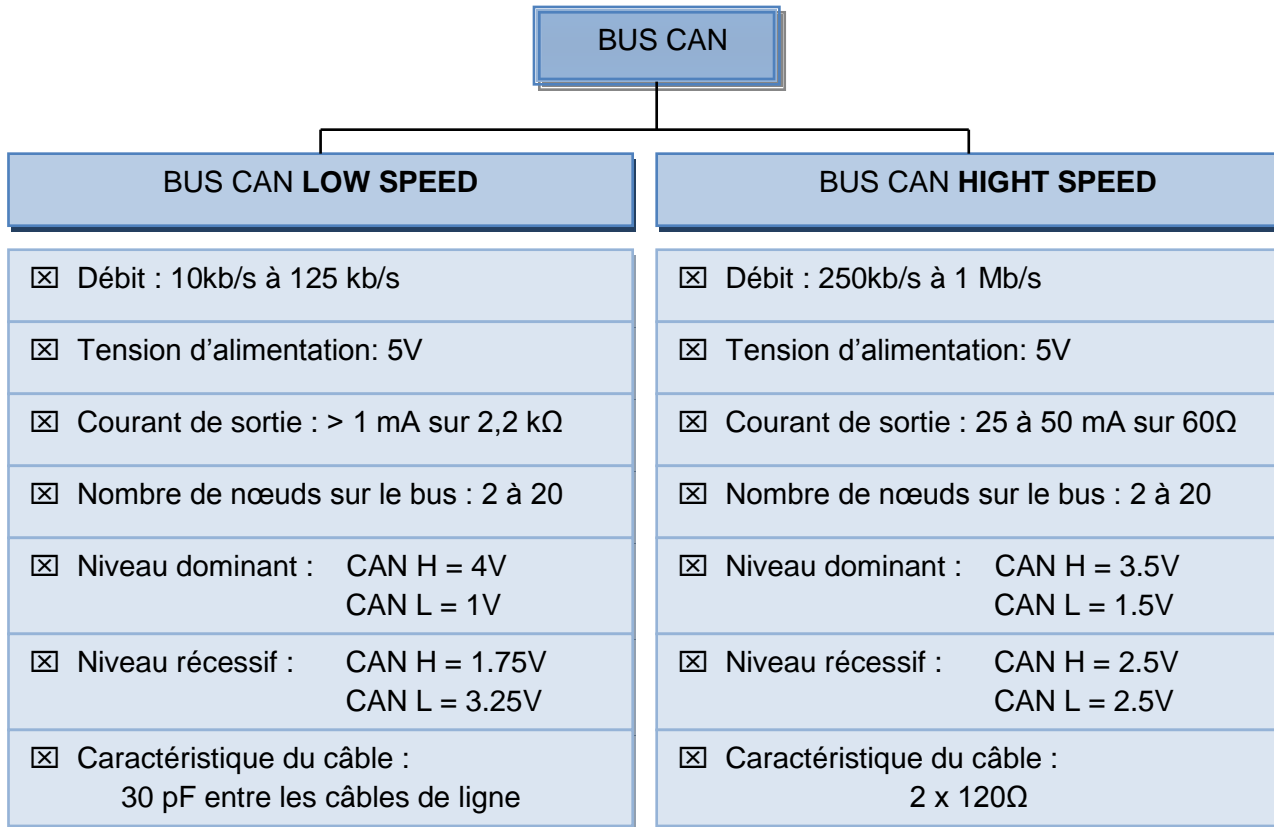 BUS CAN
BUS CAN LOW SPEED
☒ Débit : 10kb/s à 125 kb/s
☒ Tension d’alimentation: 5V
☒ Courant de sortie : > 1 mA sur 2,2 kΩ
☒ Nombre de nœuds sur le bus : 2 à 20
☒ Niveau dominant : CAN H = 4V
CAN L = 1V
☒ Niveau récessif : CAN H = 1.75V
CAN L = 3.25V
☒ Caractéristique du câble :
30 pF entre les câbles de ligne
BUS CAN HIGHT SPEED
☒ Débit : 250kb/s à 1 Mb/s
☒ Tension d’alimentation: 5V
☒ Courant de sortie : 25 à 50 mA sur 60Ω
☒ Nombre de nœuds sur le bus : 2 à 20
☒ Niveau dominant : CAN H = 3.5V
CAN L = 1.5V
☒ Niveau récessif : CAN H = 2.5V
CAN L = 2.5V
☒ Caractéristique du câble :
2 x 120Ω